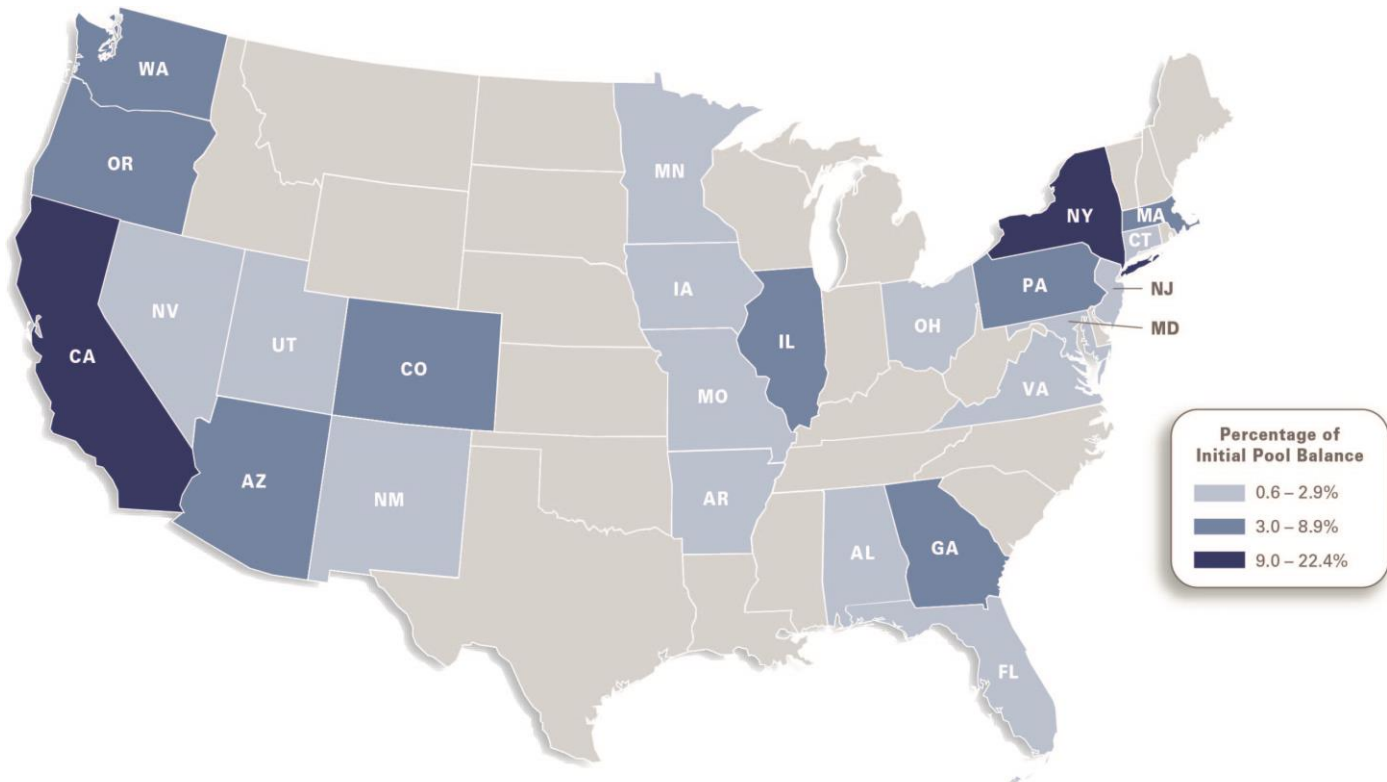 WA
OR
MN
NY
MA
CT
NV
IA
PA
NJ
UT
OH
MD
CA
CO
IL
MO
VA
AZ
NM
AR
AL
GA
FL
Percentage of
Initial Pool Balance
0.6 – 2.9%
3.0 – 8.9%
9.0 – 22.4%